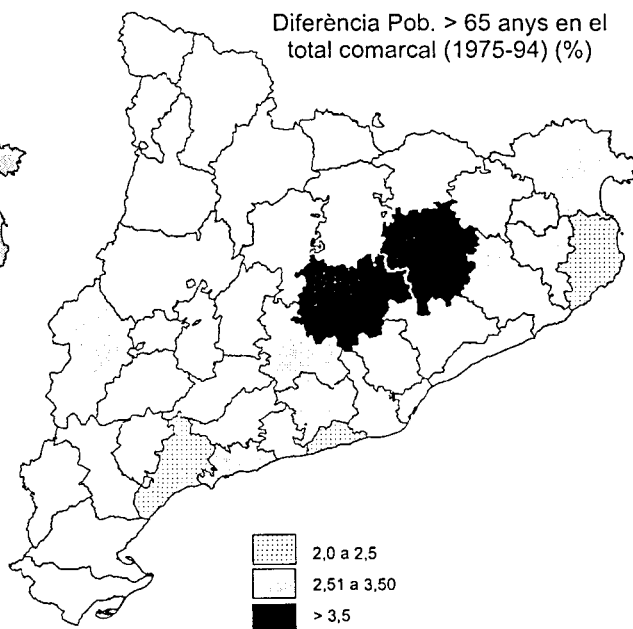 Diferència Pob. > 65 anys en el
total comarcal (1975-94) (%)
2,0 a 2,5
2,51 a 3,50
> 3,5